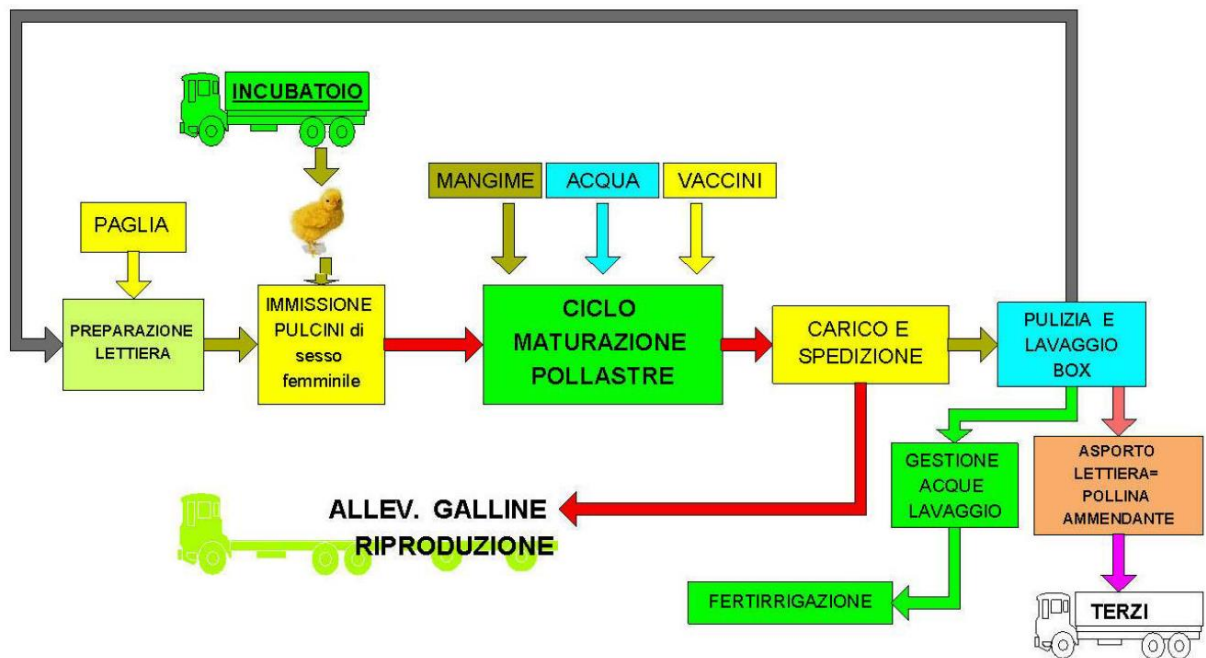 INCUBATOIO
MANGIME
ACQUA
VACCINI
PAGLIA
PREPARAZIONE
LETTIERA
IMMISSIONE
PULCINI di
sesso
femminile
CICLO
MATURAZIONE
POLLASTRE
CARICO E
SPEDIZIONE
PULIZIA E
LAVAGGIO
BOX
GESTIONE
ACQUE
LAVAGGIO
ASPORTO
LETTIERA=
POLLINA
AMMENDANTE
ALLEV. GALLINE
RIPRODUZIONE
FERTIRRIGAZIONE
TERZI